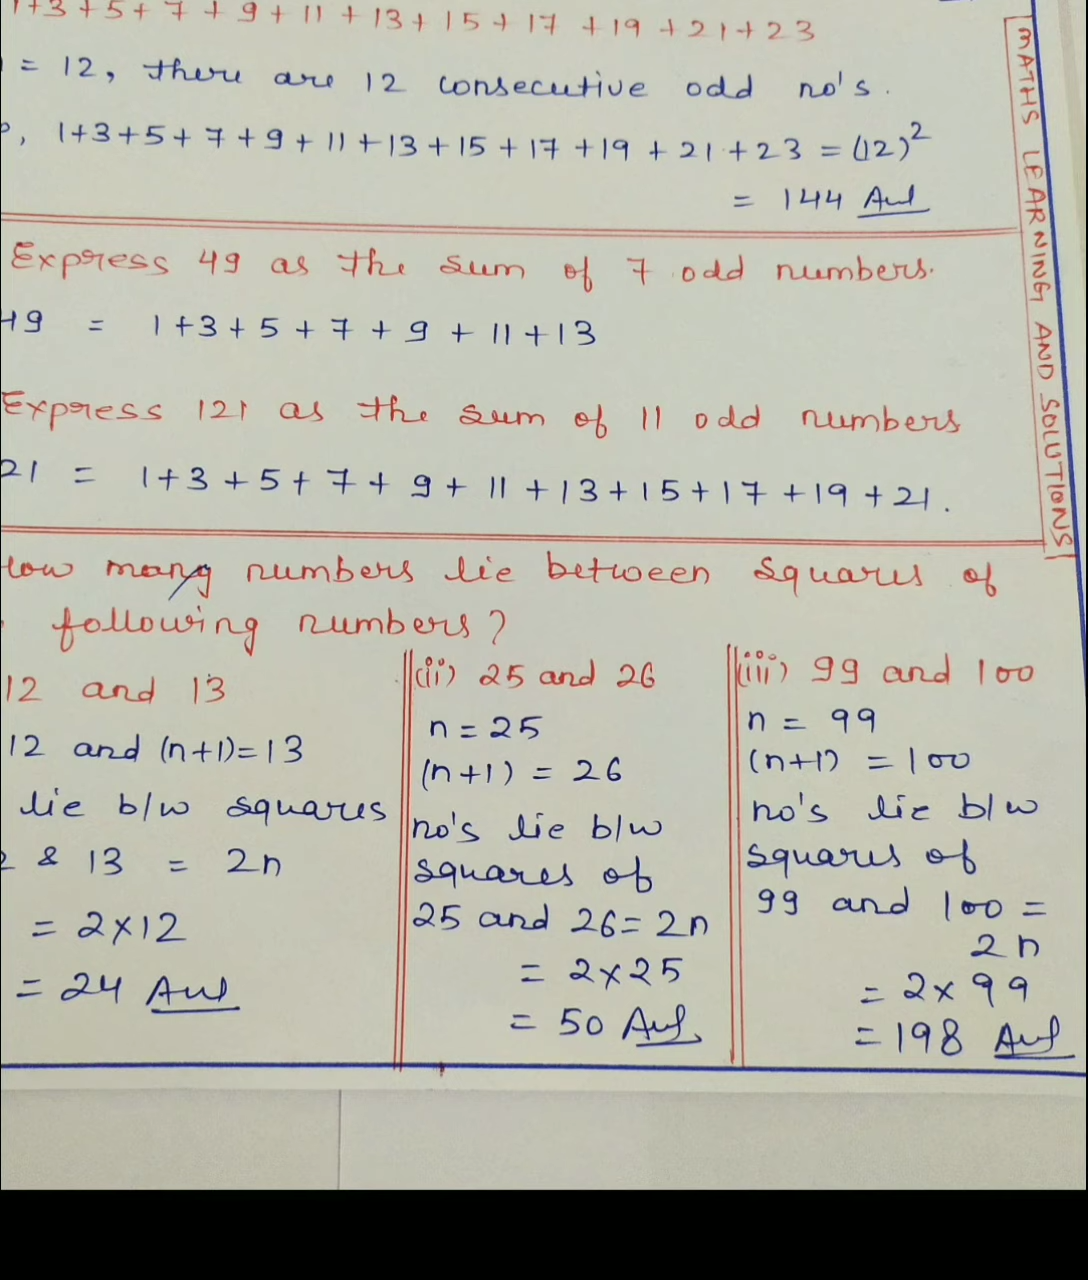 1+3+5+7+9+11+13+15+17+19+21+23
= 12, there are 12 consecutive odd no's.
1+3+5+7+9+11+13+15+17+19+21+23 = (12)²
= 144 Ans
Express 49 as the sum of 7 odd numbers.
49 = 1+3+5+7+9+11+13
Express 121 as the sum of 11 odd numbers
21 = 1+3+5+7+9+11+13+15+17+19+21.
How many numbers lie between squares of
following numbers?
12 and 13
12 and (n+1)=13
lie b/w squares
2 & 13 = 2n
= 2×12
= 24 Ans
(ii) 25 and 26
n = 25
(n+1) = 26
no's lie b/w
squares of
25 and 26 = 2n
= 2×25
= 50 Ans
(iii) 99 and 100
n = 99
(n+1) = 100
no's lie b/w
squares of
99 and 100 =
2n
= 2×99
= 198 Ans
MATHS LEARNING AND SOLUTIONS